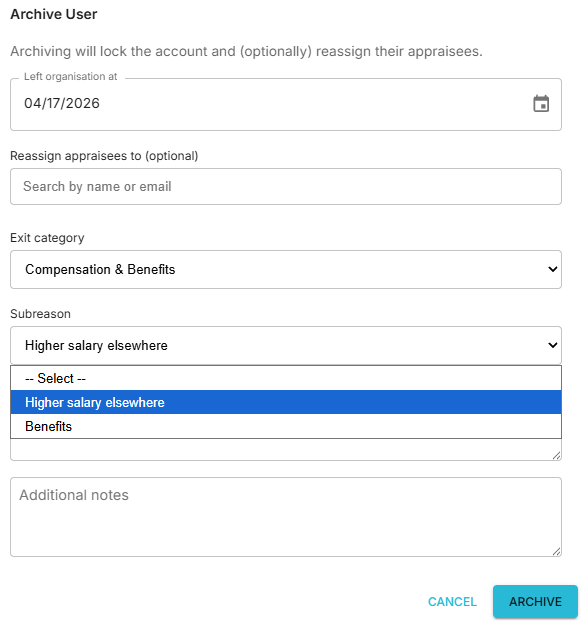 Archive User
Archiving will lock the account and (optionally) reassign their appraisees.
Left organisation at
04/17/2026
Reassign appraisees to (optional)
Search by name or email
Exit category
Compensation & Benefits
Subreason
Higher salary elsewhere
-- Select --
Higher salary elsewhere
Benefits
Additional notes
CANCEL
ARCHIVE